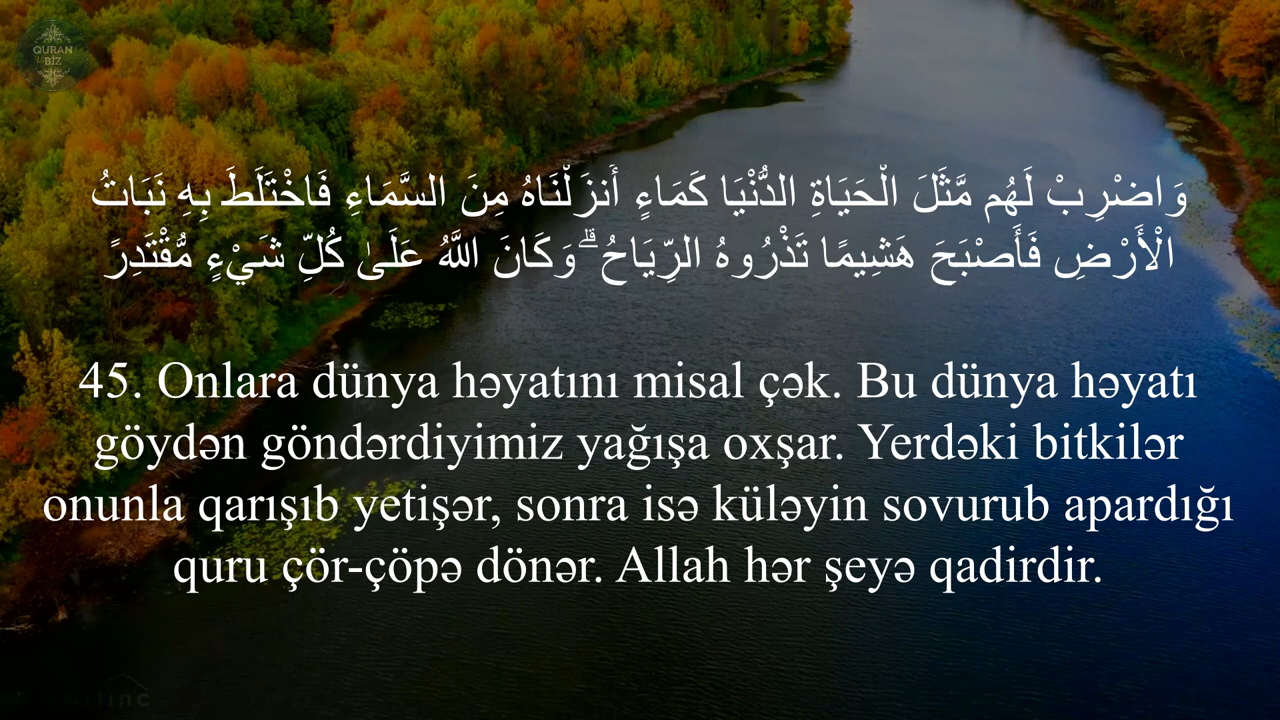 QURAN
BİZ
وَاضْرِبْ لَهُم مَّثَلَ الْحَيَاةِ الدُّنْيَا كَمَاءٍ أَنزَلْنَاهُ مِنَ السَّمَاءِ فَاخْتَلَطَ بِهِ نَبَاتُ
الْأَرْضِ فَأَصْبَحَ هَشِيمًا تَذْرُوهُ الرِّيَاحُ ۗ وَكَانَ اللَّهُ عَلَىٰ كُلِّ شَيْءٍ مُّقْتَدِرً
45. Onlara dünya həyatını misal çək. Bu dünya həyatı
göydən göndərdiyimiz yağışa oxşar. Yerdəki bitkilər
onunla qarışıb yetişər, sonra isə küləyin sovurub apardığı
quru çör-çöpə dönər. Allah hər şeyə qadirdir.